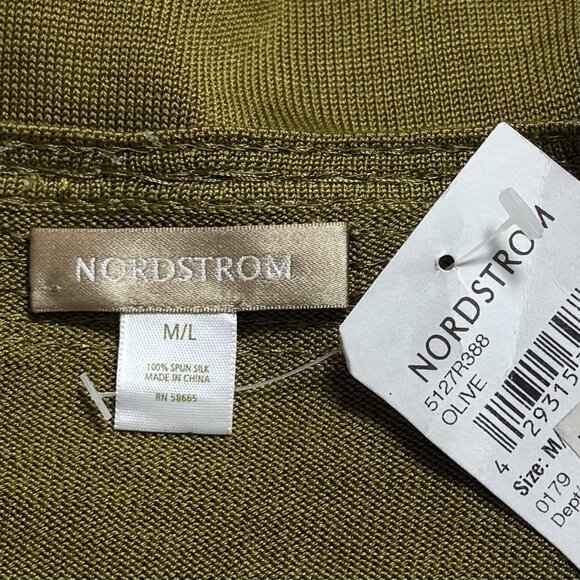 NORDSTROM
M/L
100% SPUN SILK
MADE IN CHINA
RN 58665
NORDSTROM
5127R388
OLIVE
4 29315
Size: M/
0179
Dept